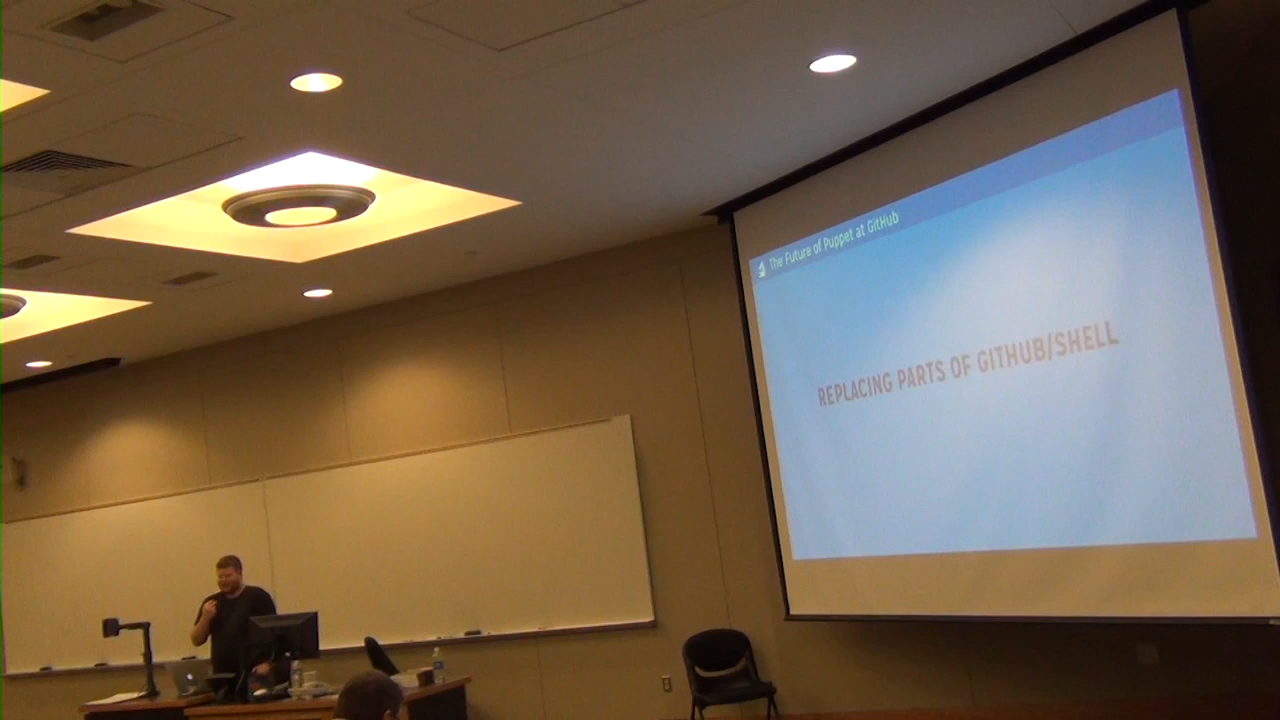 The Future of Puppet at GitHub
REPLACING PARTS OF GITHUB/SHELL